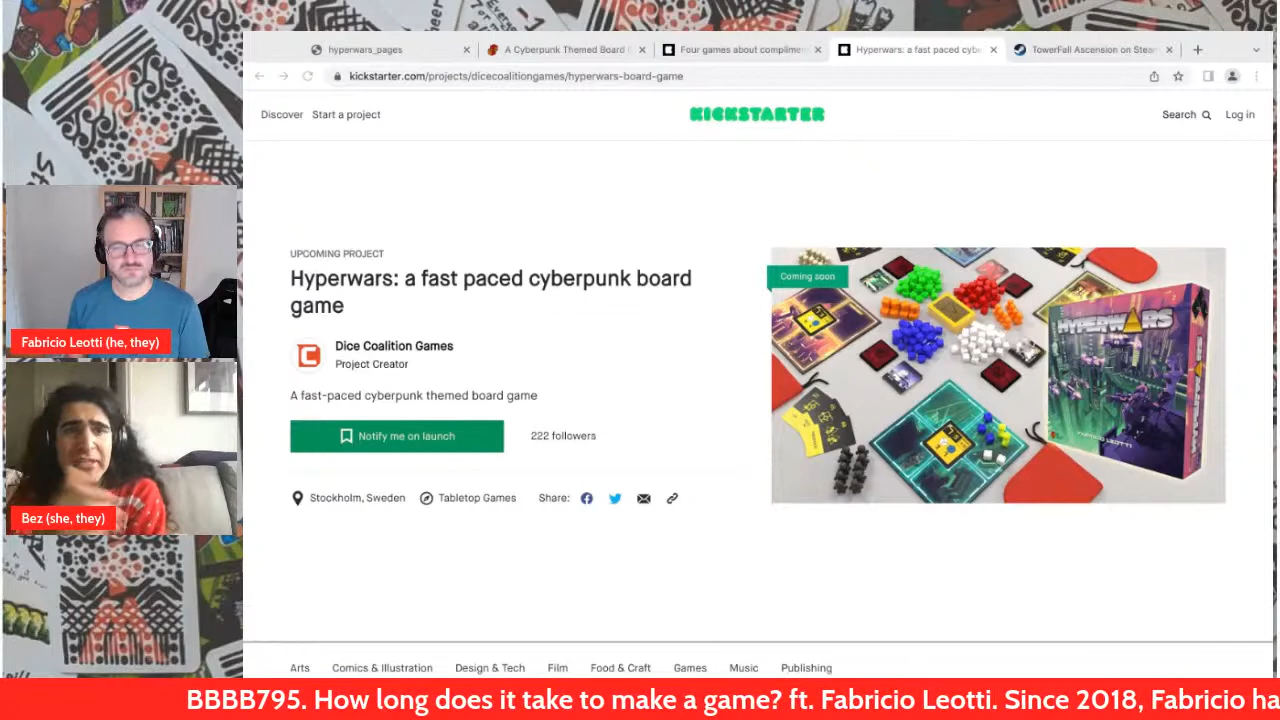 hyperwars_pages
A Cyberpunk Themed Board
Four games about complimen
Hyperwars: a fast paced cybe
TowerFall Ascension on Steam
kickstarter.com/projects/dicecoalitiongames/hyperwars-board-game
Discover Start a project
KICKSTARTER
Search Log in
UPCOMING PROJECT
Hyperwars: a fast paced cyberpunk board
game
Dice Coalition Games
Project Creator
A fast-paced cyberpunk themed board game
Notify me on launch 222 followers
Stockholm, Sweden Tabletop Games Share:
Coming soon
HYPERWARS
Fabricio Leotti (he, they)
Bez (she, they)
Arts Comics & Illustration Design & Tech Film Food & Craft Games Music Publishing
BBBB795. How long does it take to make a game? ft. Fabricio Leotti. Since 2018, Fabricio ha